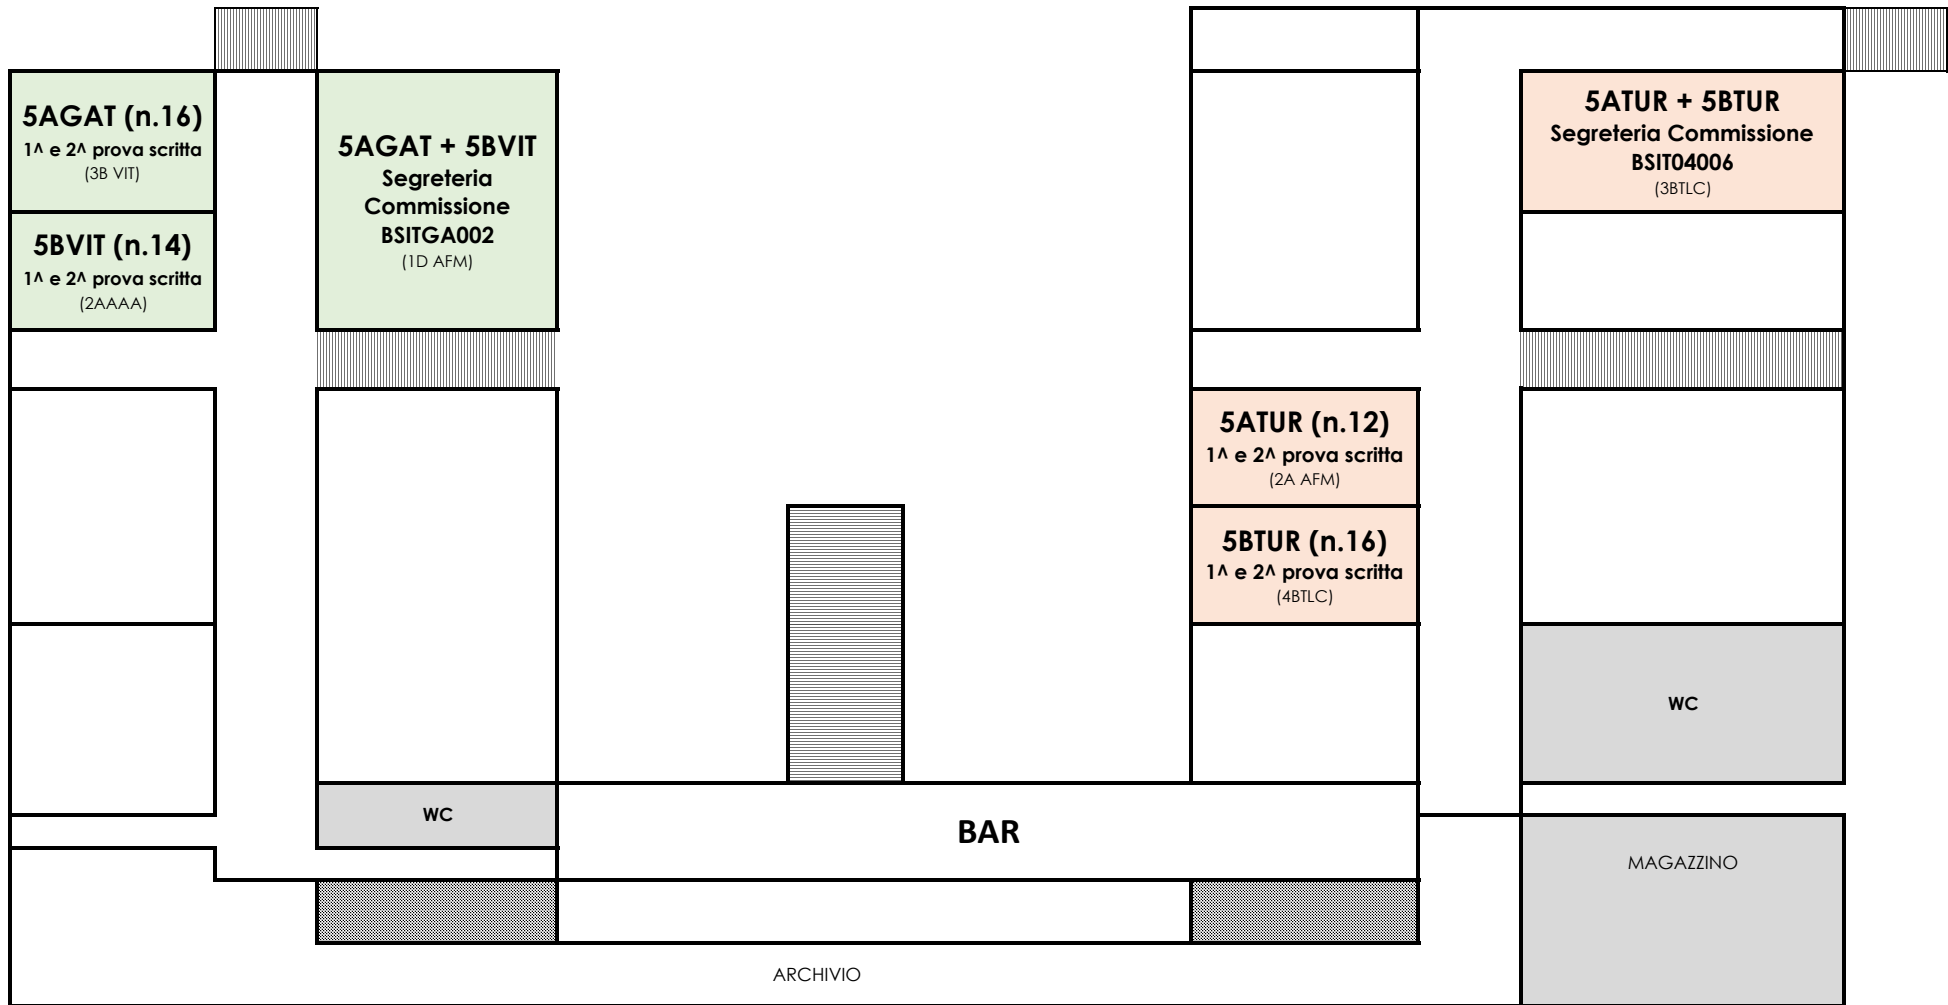 5AGAT (n.16)
1^ e 2^ prova scritta
(3B VIT)
5BVIT (n.14)
1^ e 2^ prova scritta
(2AAAA)
5AGAT + 5BVIT
Segreteria
Commissione
BSITGA002
(1D AFM)
5ATUR + 5BTUR
Segreteria Commissione
BSIT04006
(3BTLC)
5ATUR (n.12)
1^ e 2^ prova scritta
(2A AFM)
5BTUR (n.16)
1^ e 2^ prova scritta
(4BTLC)
WC
WC
BAR
MAGAZZINO
ARCHIVIO